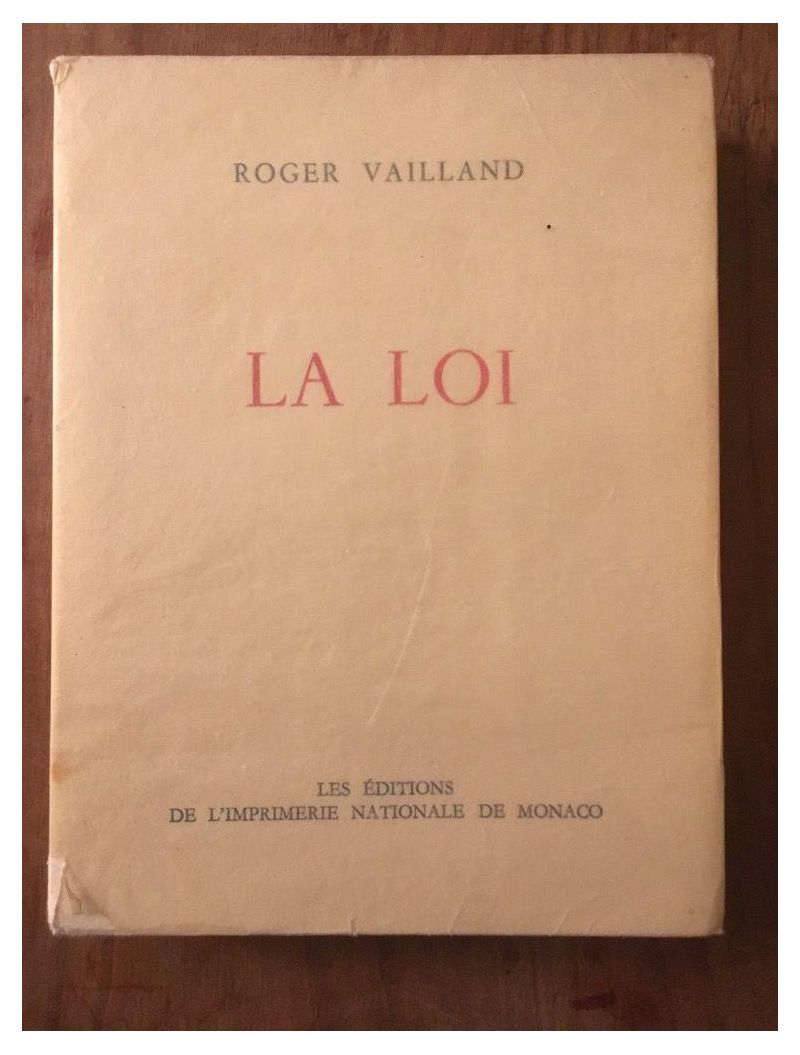 ROGER VAILLAND
LA LOI
LES ÉDITIONS
DE L'IMPRIMERIE NATIONALE DE MONACO